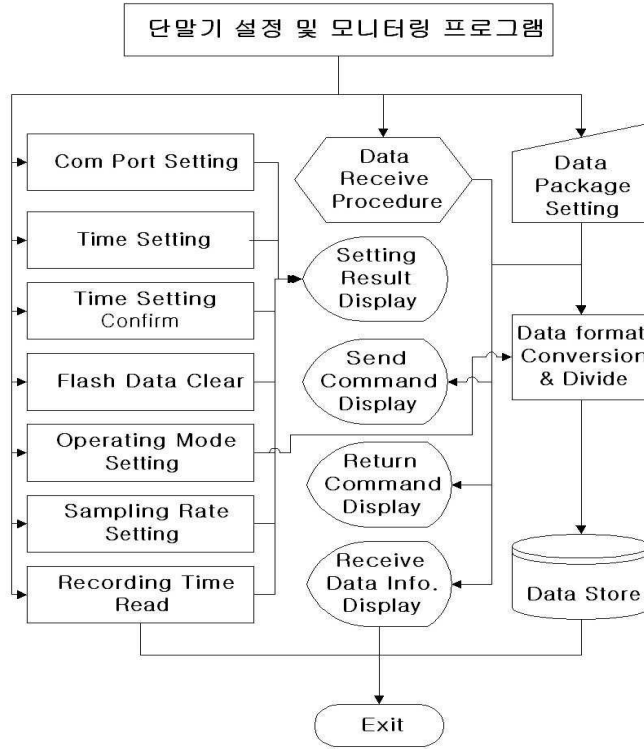 단말기 설정 및 모니터링 프로그램
Com Port Setting
Time Setting
Time Setting
Confirm
Flash Data Clear
Operating Mode
Setting
Sampling Rate
Setting
Recording Time
Read
Data
Receive
Procedure
Setting
Result
Display
Send
Command
Display
Return
Command
Display
Receive
Data Info.
Display
Data
Package
Setting
Data format
Conversion
& Divide
Data Store
Exit